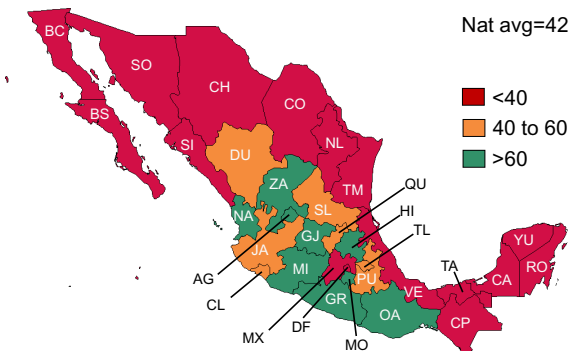 Nat avg=42
<40
40 to 60
>60
BC
SO
CH
CO
BS
NL
SI
DU
TM
ZA
QU
SL
HI
NA
TL
GJ
YU
JA
RO
AG
MI
TA
CA
PU
VE
CL
GR
OA
CP
MX
DF
MO